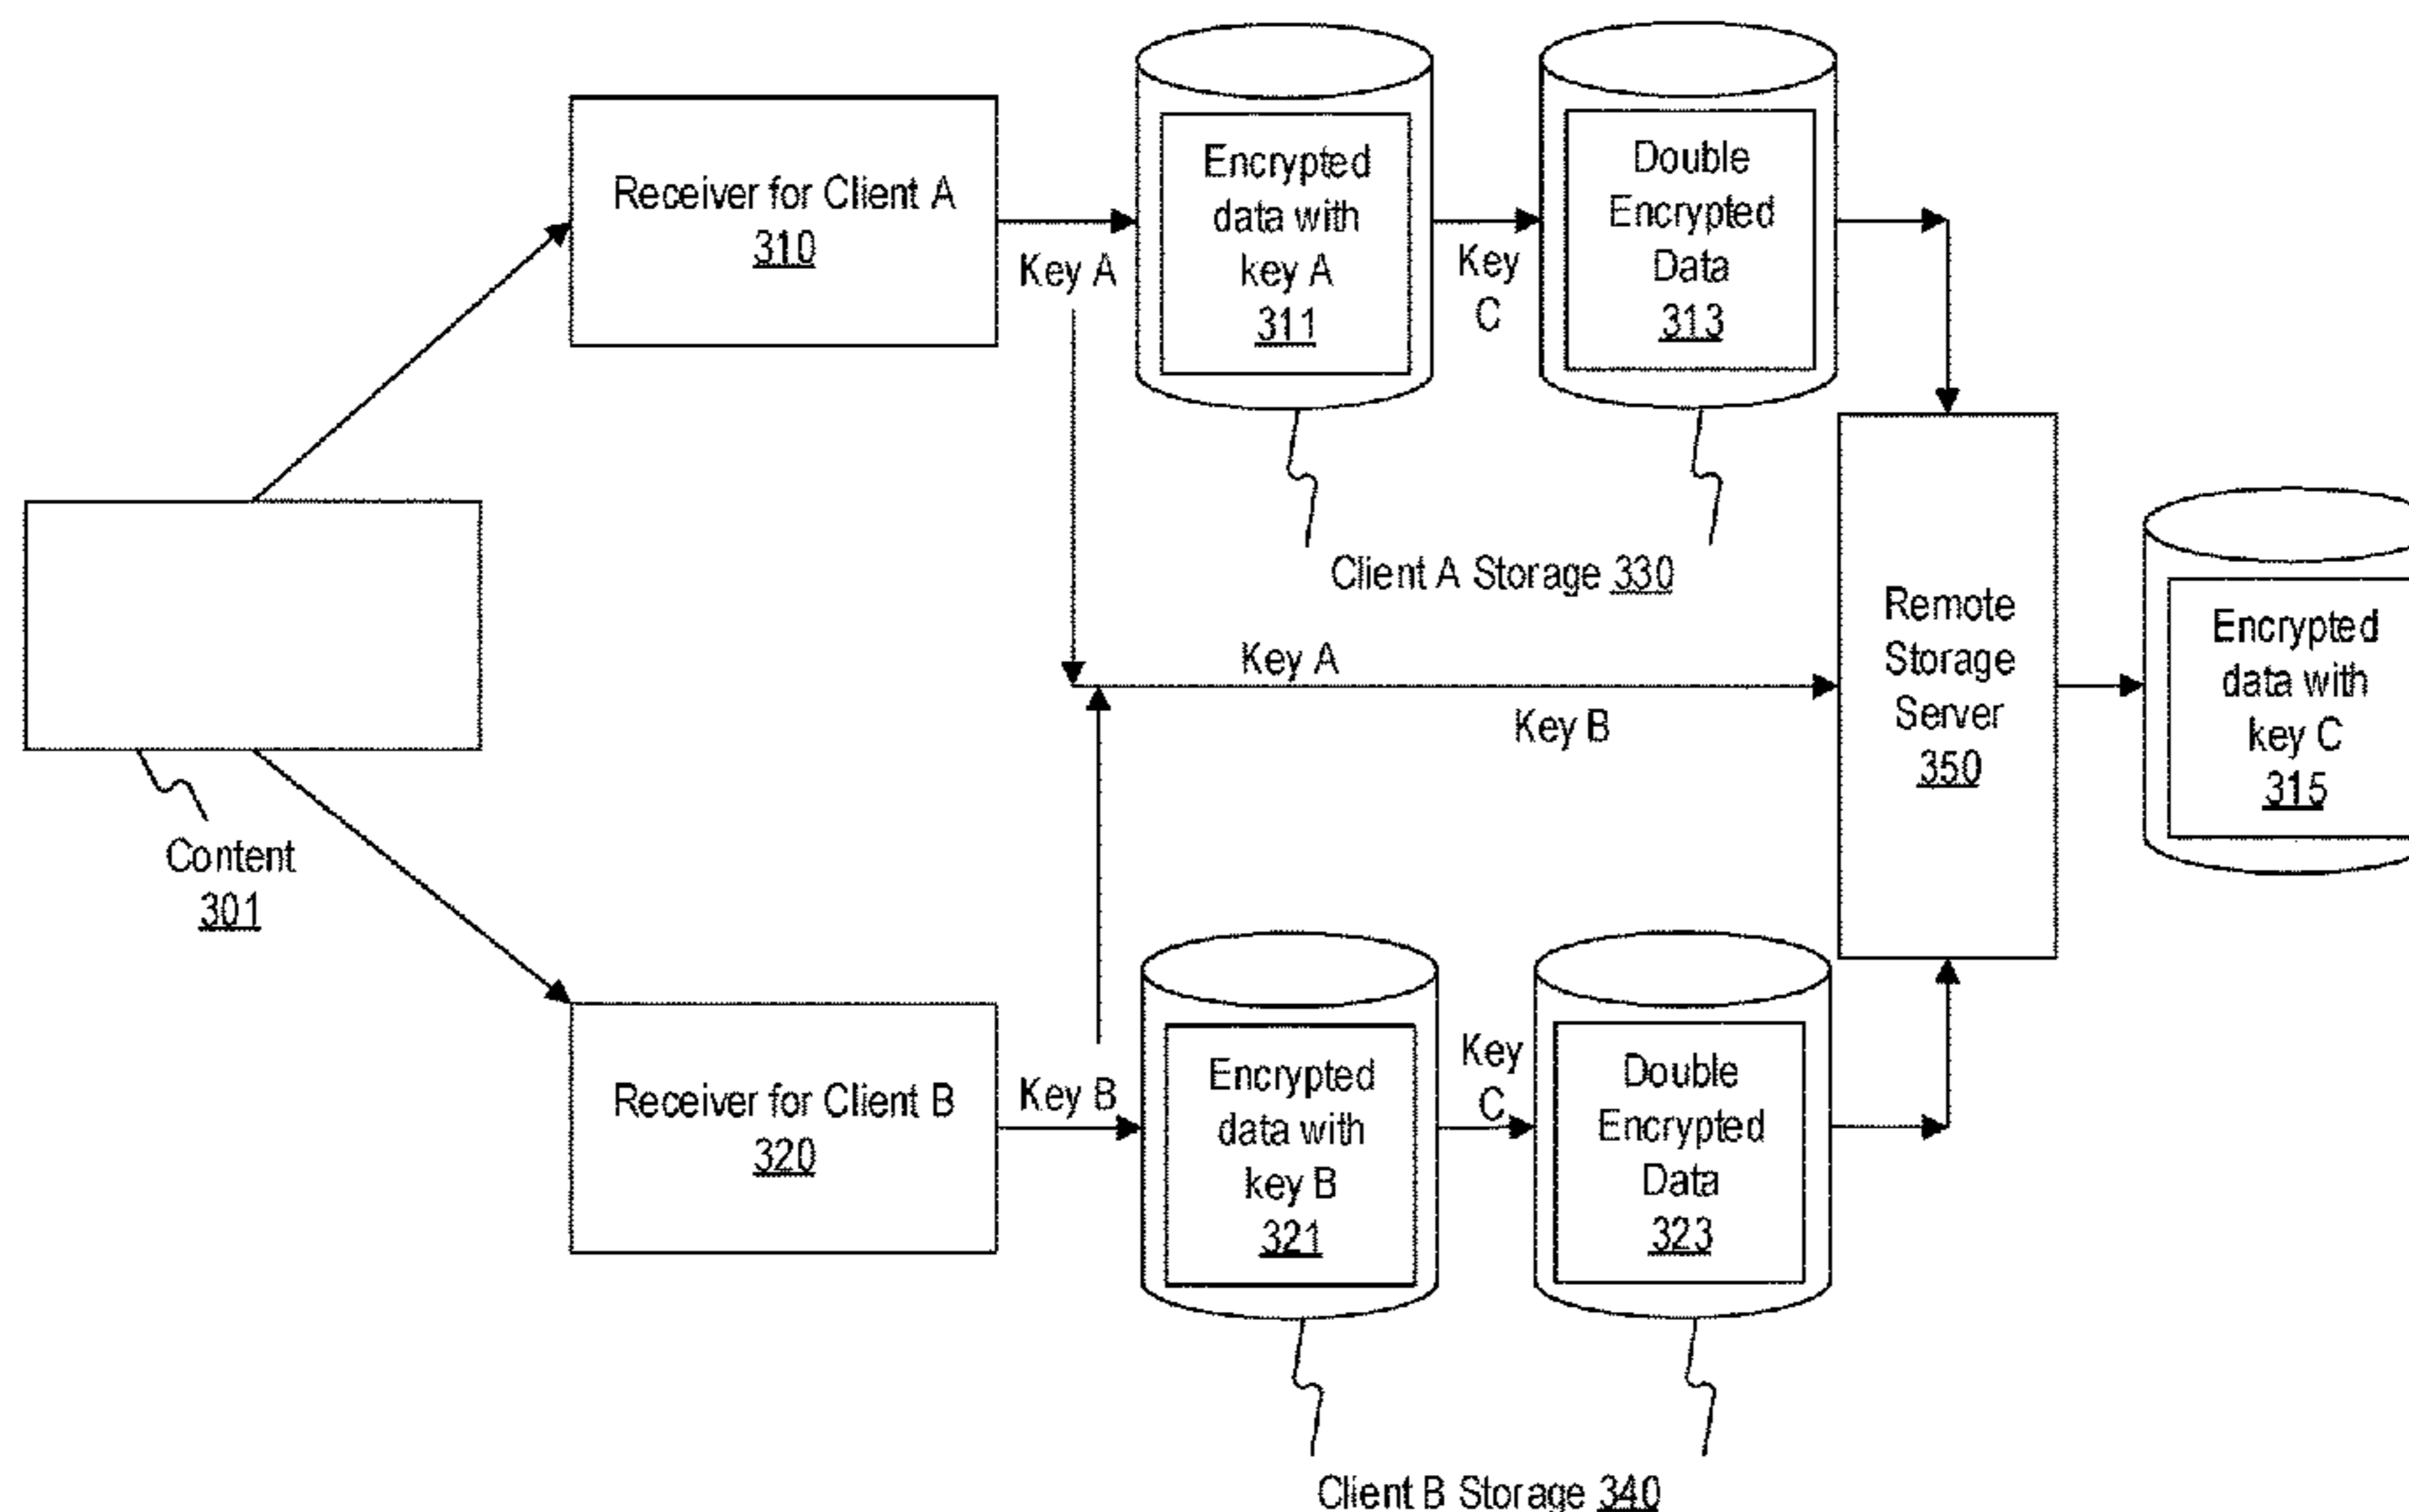 Receiver for Client A
310
Key A
Encrypted
data with
key A
311
Key
C
Double
Encrypted
Data
313
Client A Storage 330
Content
301
Key A
Key B
Remote
Storage
Server
350
Encrypted
data with
key C
315
Receiver for Client B
320
Key B
Encrypted
data with
key B
321
Key
C
Double
Encrypted
Data
323
Client B Storage 340